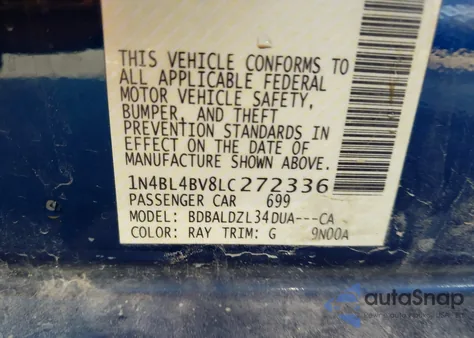 THIS VEHICLE CONFORMS TO
ALL APPLICABLE FEDERAL
MOTOR VEHICLE SAFETY,
BUMPER, AND THEFT
PREVENTION STANDARDS IN
EFFECT ON THE DATE OF
MANUFACTURE SHOWN ABOVE.
1N4BL4BV8LC272336
PASSENGER CAR 699
MODEL: BDBALDZL34DUA---CA
COLOR: RAY TRIM: G 9N00A
autaSnap